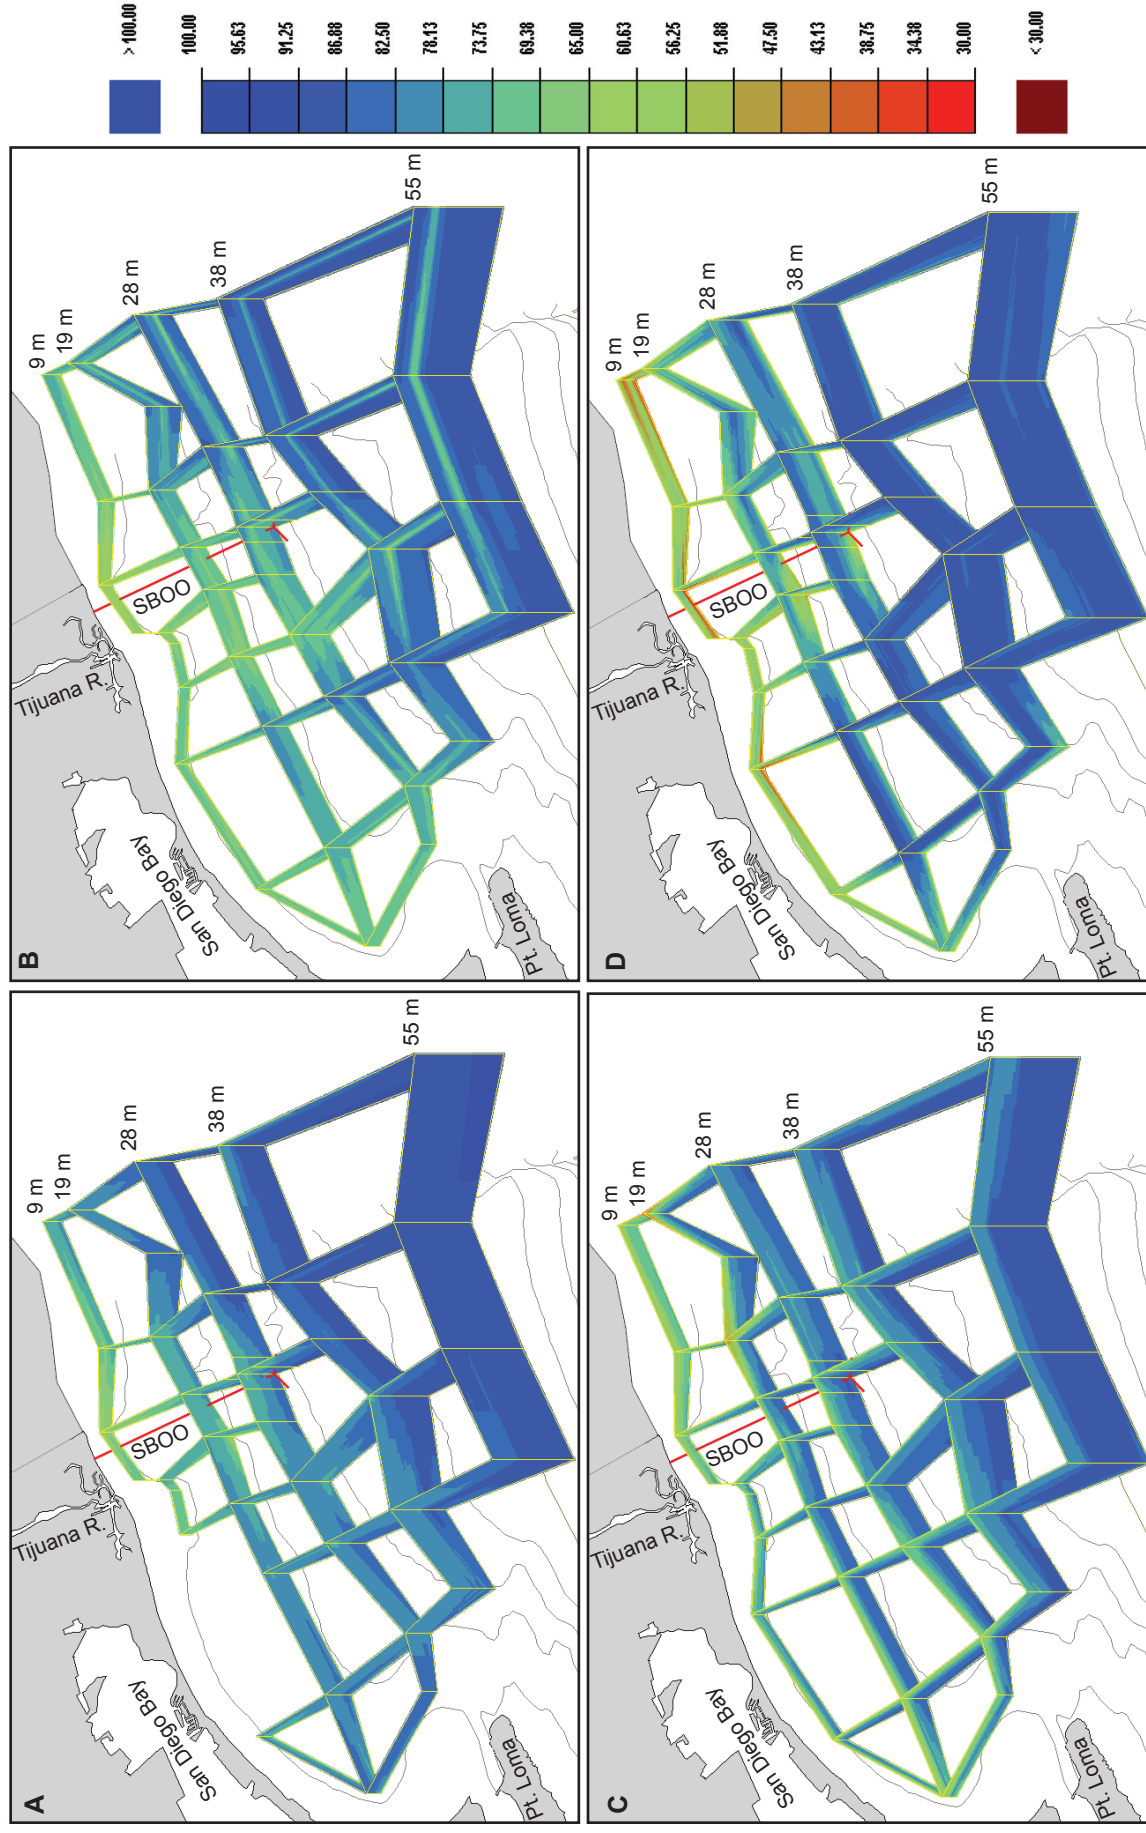 A
9 m
19 m
28 m
38 m
55 m
SBOO
Tijuana R.
San Diego Bay
Pt. Loma
B
9 m
19 m
28 m
38 m
55 m
SBOO
Tijuana R.
San Diego Bay
Pt. Loma
C
9 m
19 m
28 m
38 m
55 m
SBOO
Tijuana R.
San Diego Bay
Pt. Loma
D
9 m
19 m
28 m
38 m
55 m
SBOO
Tijuana R.
San Diego Bay
Pt. Loma
> 100.00
100.00
95.63
91.25
86.88
82.50
78.13
73.75
69.38
65.00
60.63
56.25
51.88
47.50
43.13
38.75
34.38
30.00
< 30.00